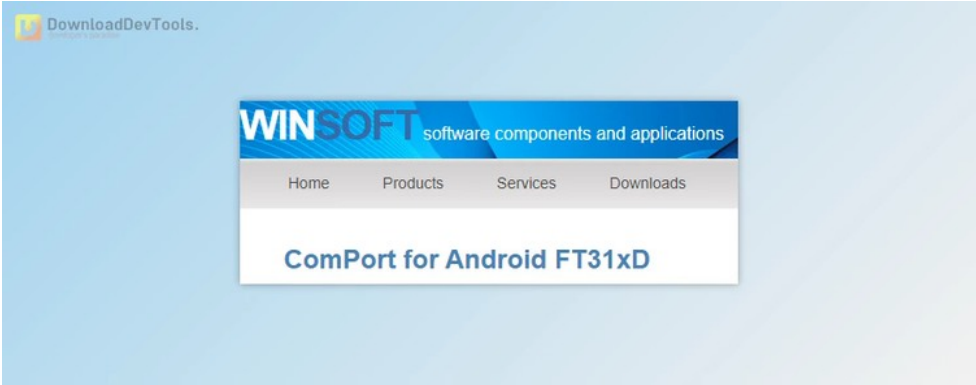 DownloadDevTools.
WINSOFT software components and applications
Home Products Services Downloads
ComPort for Android FT31xD